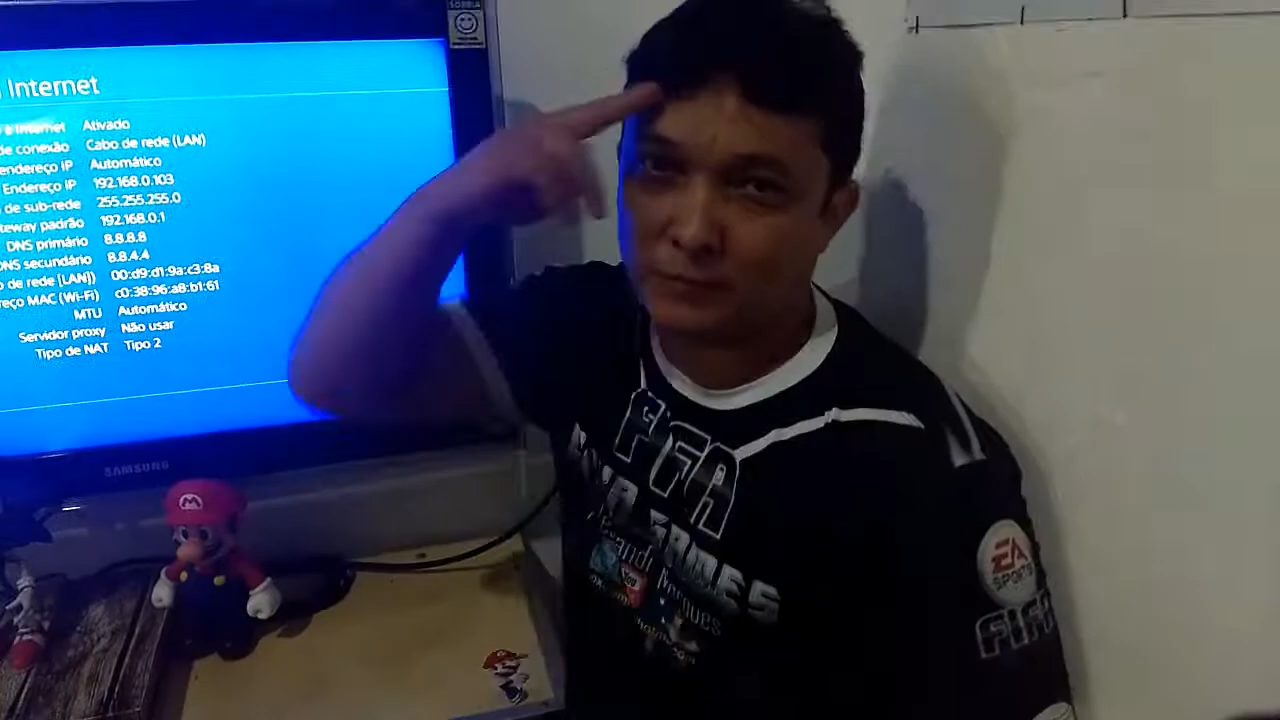 SORRIA
Internet
Ativado
de conexão Cabo de rede (LAN)
endereço IP Automático
Endereço IP 192.168.0.103
de sub-rede 255.255.255.0
teway padrão 192.168.0.1
DNS primário 8.8.8.8
DNS secundário 8.8.4.4
o de rede [LAN]) 00:d9:d1:9a:c3:8a
reço MAC (Wi-Fi) c0:38:96:a8:b1:61
MTU Automático
Servidor proxy Não usar
Tipo de NAT Tipo 2
SAMSUNG
M
FIFA
GAMES
Marques
You
EA
SPORTS
FIFA